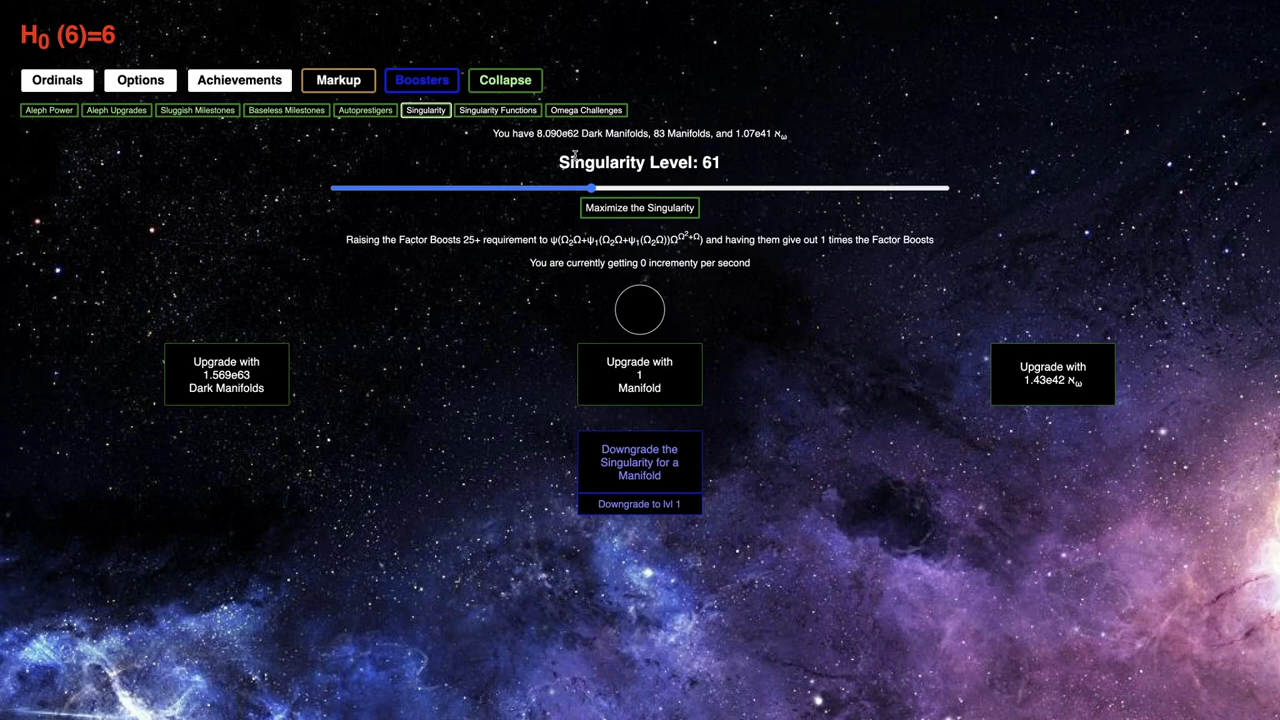 H₀ (6)=6
Ordinals Options Achievements Markup Boosters Collapse
Aleph Power Aleph Upgrades Sluggish Milestones Baseless Milestones Autoprestigers Singularity Singularity Functions Omega Challenges
You have 8.090e62 Dark Manifolds, 83 Manifolds, and 1.07e41 ℵω
Singularity Level: 61
Maximize the Singularity
Raising the Factor Boosts 25+ requirement to ψ(Ω₂Ω+ψ₁(Ω₂Ω+ψ₁(Ω₂Ω))Ω^Ω²+Ω) and having them give out 1 times the Factor Boosts
You are currently getting 0 incrementy per second
Upgrade with
1.569e63
Dark Manifolds
Upgrade with
1
Manifold
Upgrade with
1.43e42 ℵω
Downgrade the
Singularity for a
Manifold
Downgrade to lvl 1